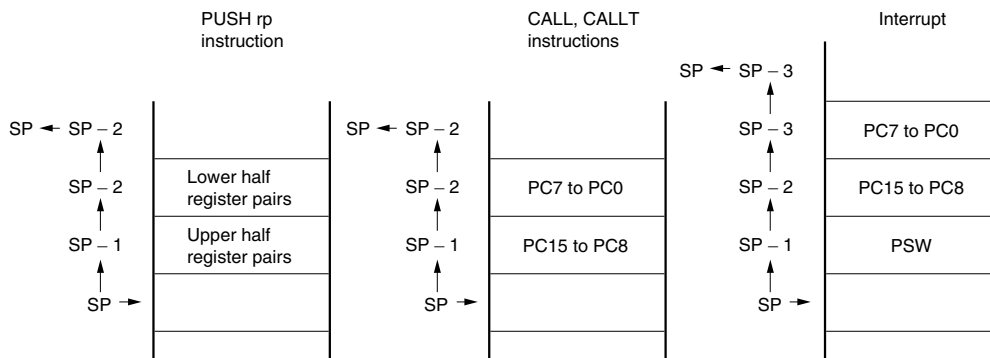 PUSH rp
instruction
SP SP – 2
SP – 2
Lower half
register pairs
SP – 1
Upper half
register pairs
SP
CALL, CALLT
instructions
SP SP – 2
SP – 2
PC7 to PC0
SP – 1
PC15 to PC8
SP
Interrupt
SP SP – 3
SP – 3
PC7 to PC0
SP – 2
PC15 to PC8
SP – 1
PSW
SP